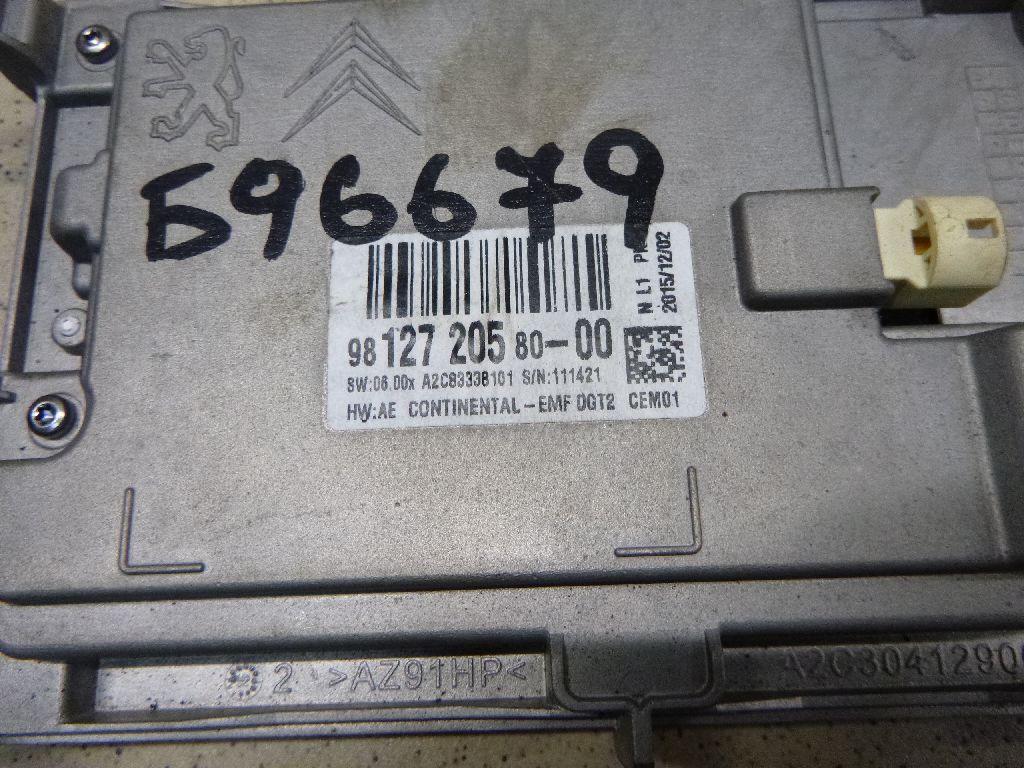 Б96679
98 127 205 80-00
SW:06.00x A2C83338101 S/N:111421
HW:AE CONTINENTAL-EMF DGT2 CEM01
N L1
2015/12/02
2 >AZ91HP<